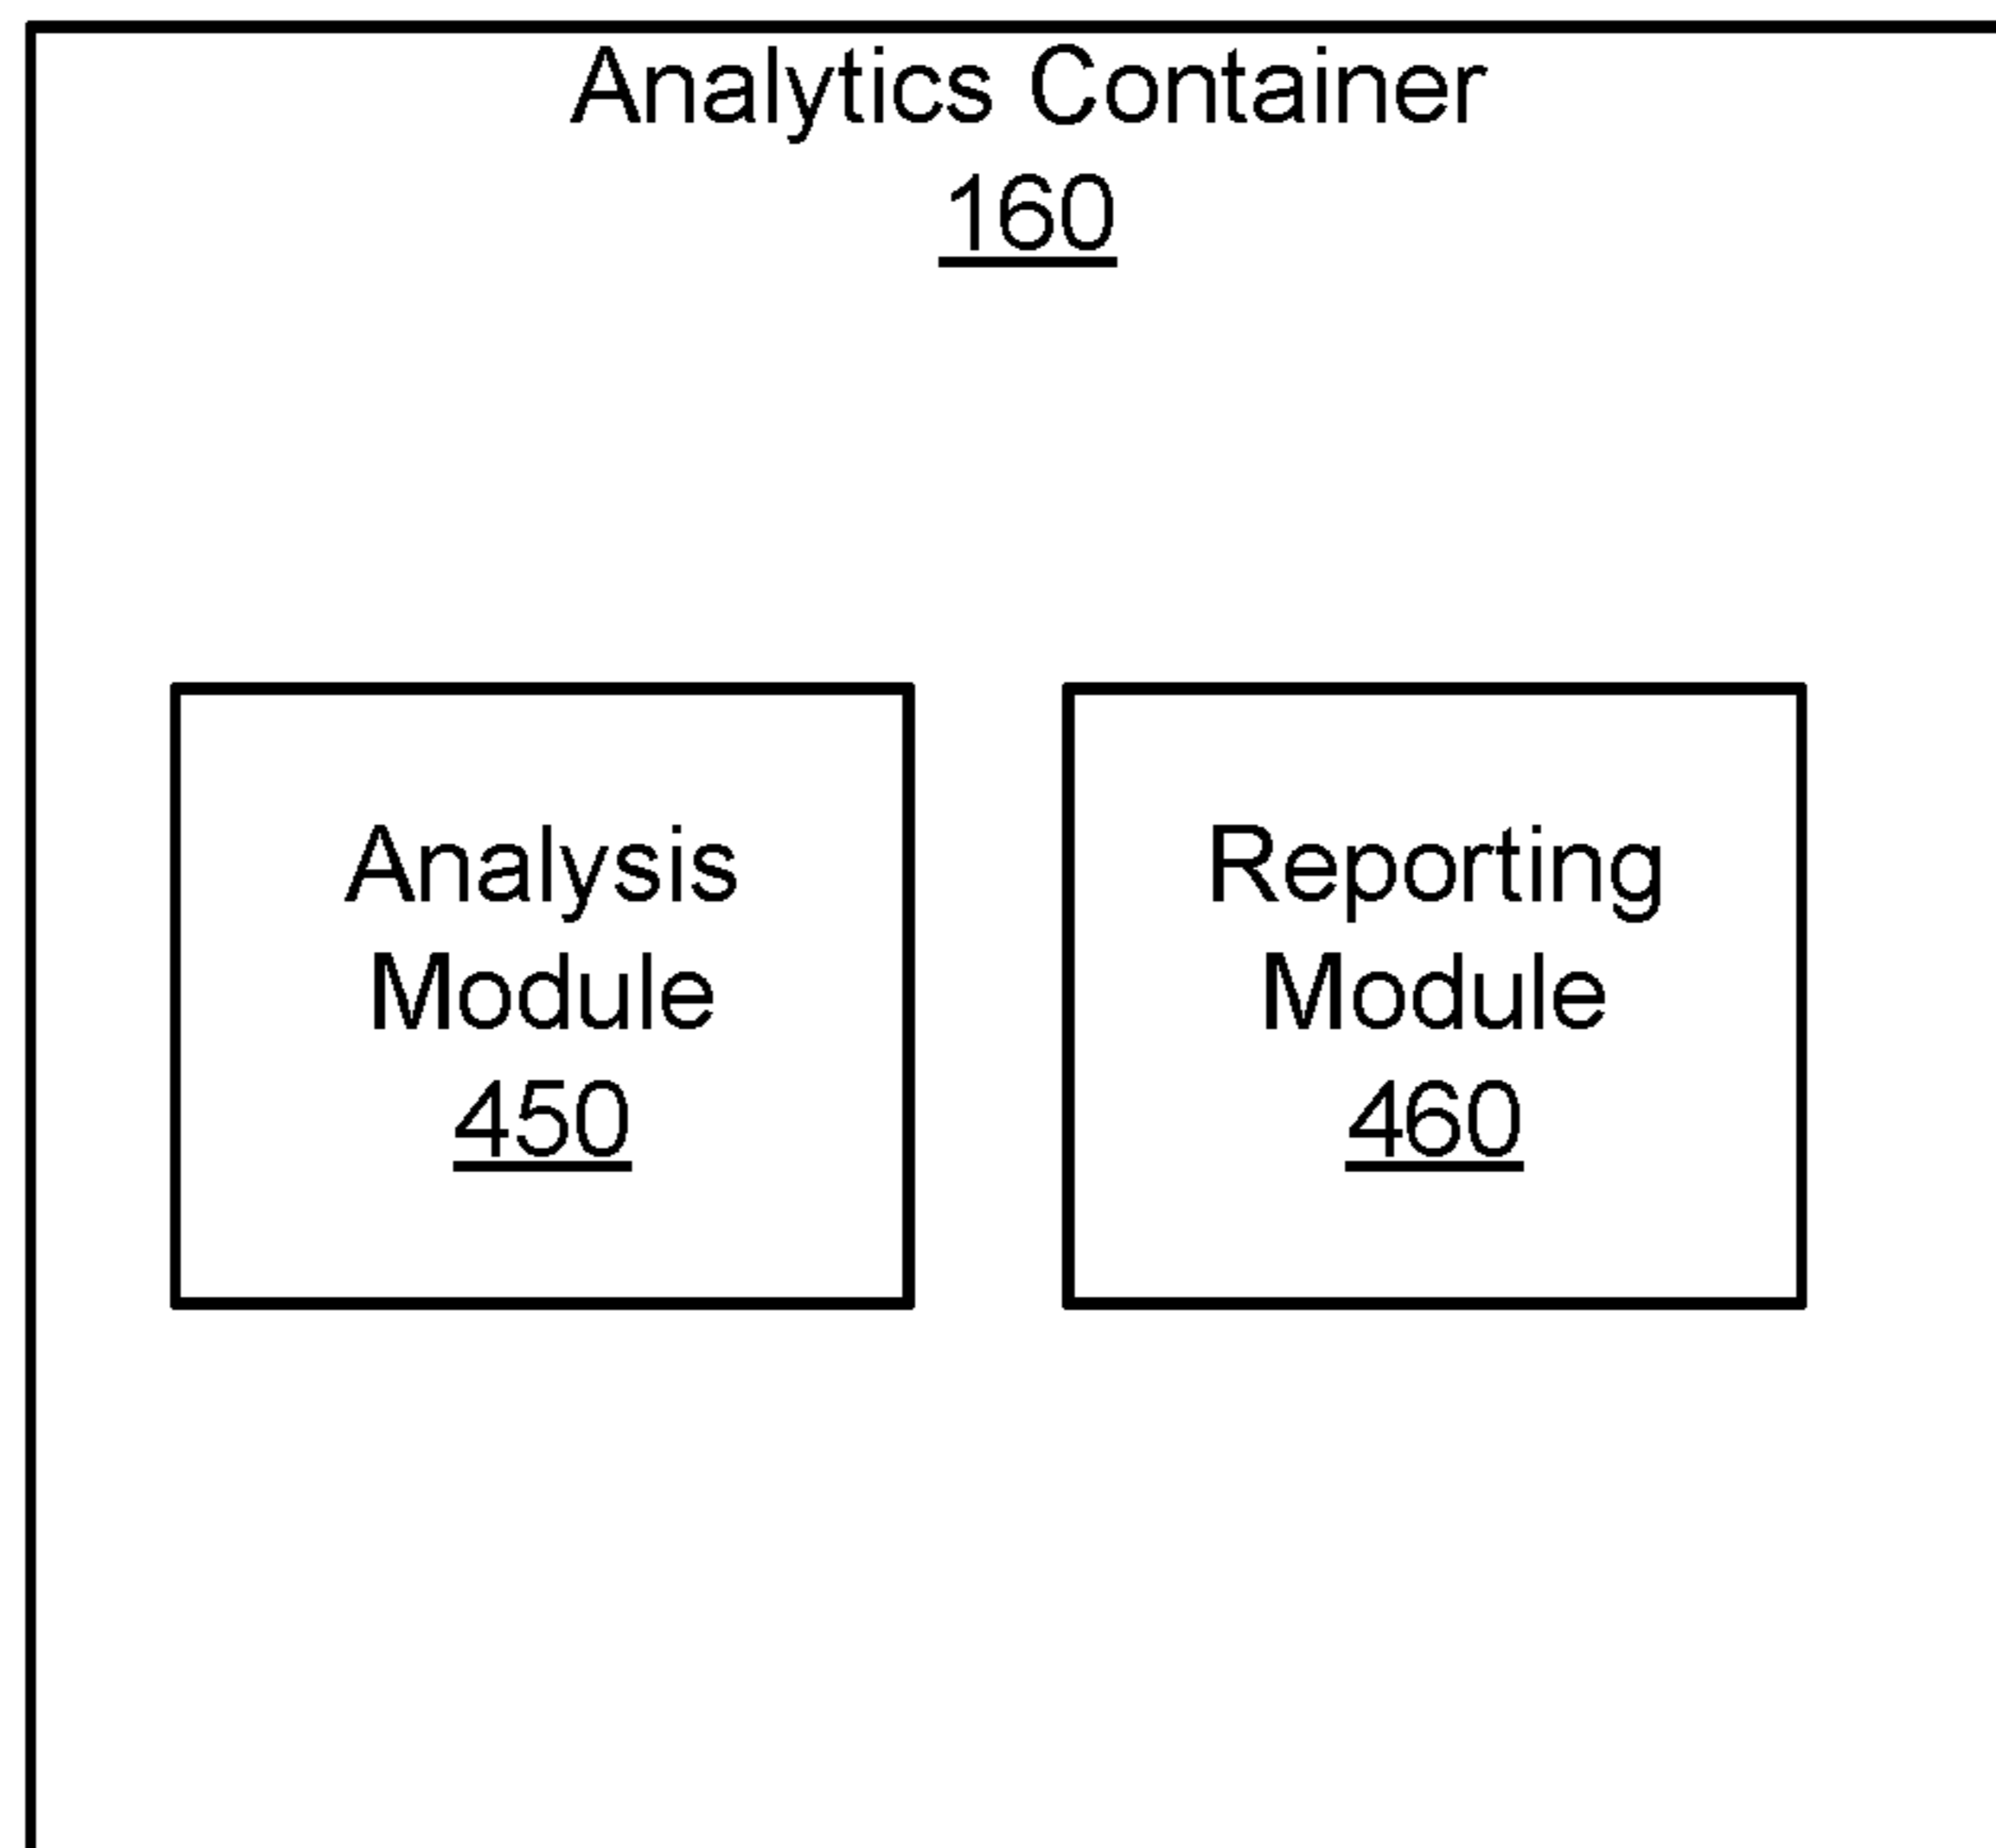 Analytics Container
160
Analysis
Module
450
Reporting
Module
460